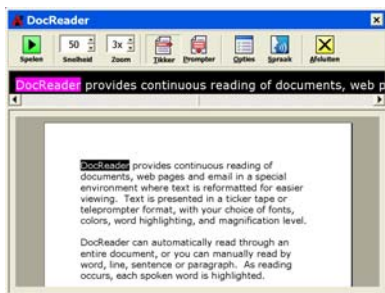 DocReader
50 3x
Spelen Snelheid Zoom Tikker Prompter Opties Spraak Afsluiten
DocReader provides continuous reading of documents, web p
DocReader provides continuous reading of
documents, web pages and email in a special
environment where text is reformatted for easier
viewing. Text is presented in a ticker tape or
teleprompter format, with your choice of fonts,
colors, word highlighting, and magnification level.
DocReader can automatically read through an
entire document, or you can manually read by
word, line, sentence or paragraph. As reading
occurs, each spoken word is highlighted.